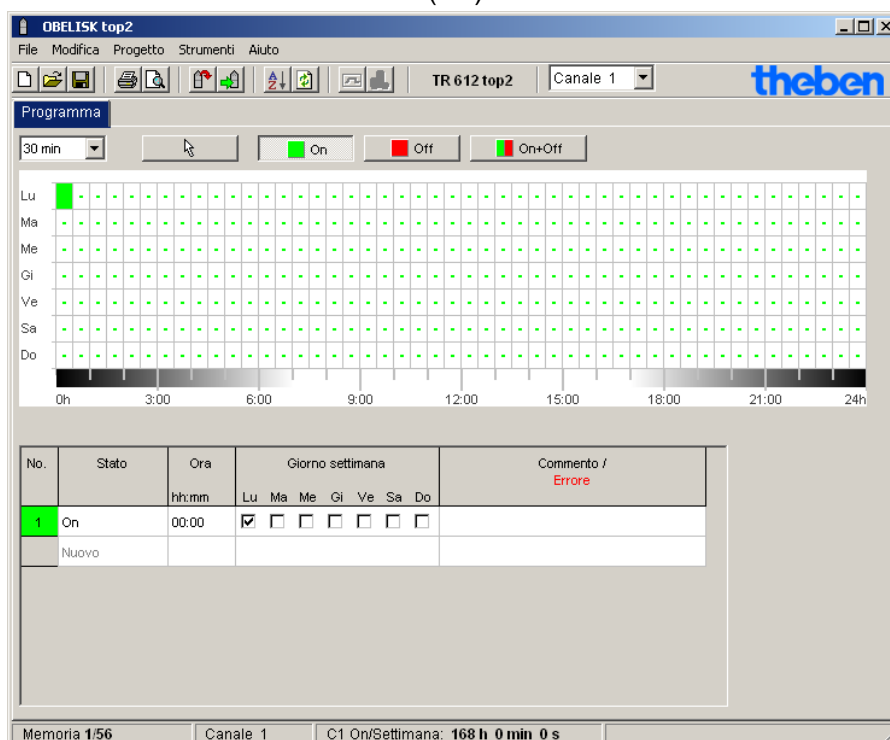 OBELISK top2
File Modifica Progetto Strumenti Aiuto
TR 612 top2 Canale 1 theben
Programma
30 min On Off On+Off
Lu
Ma
Me
Gi
Ve
Sa
Do
0h 3:00 6:00 9:00 12:00 15:00 18:00 21:00 24h
No. Stato Ora Giorno settimana Commento /
Errore
hh:mm Lu Ma Me Gi Ve Sa Do
1 On 00:00
Nuovo
Memoria 1/56 Canale 1 C1 On/Settimana: 168 h 0 min 0 s